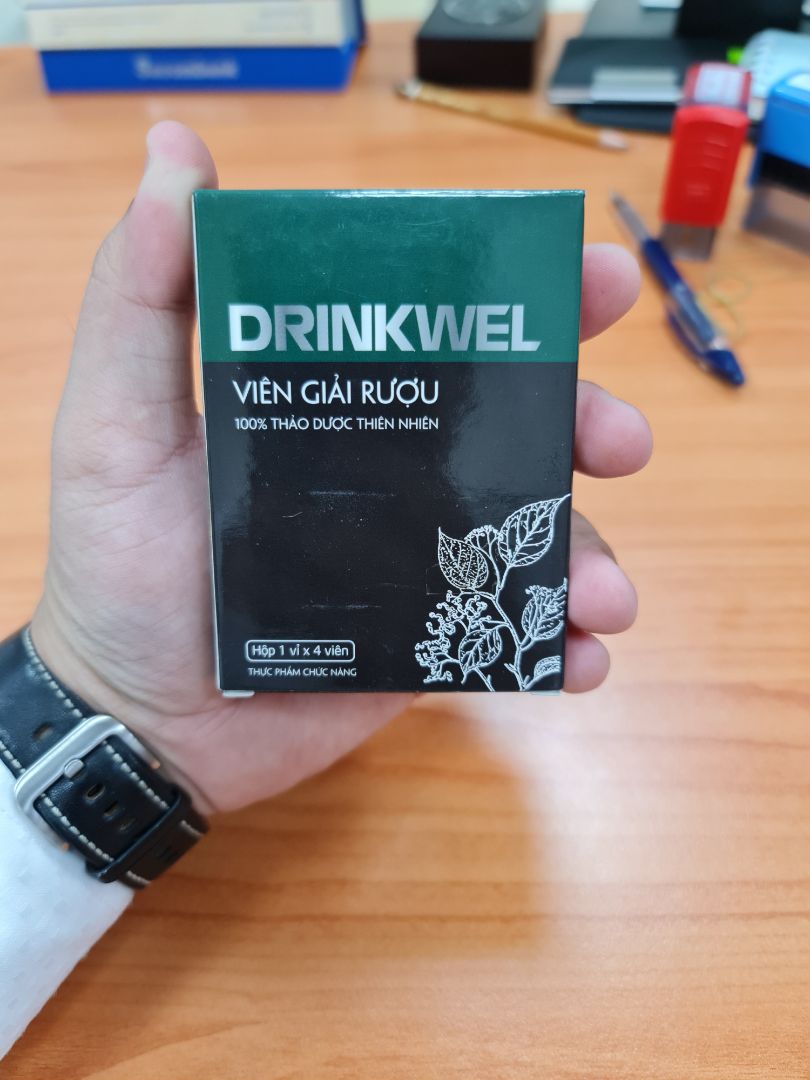 DRINKWEL
VIÊN GIẢI RƯỢU
100% THẢO DƯỢC THIÊN NHIÊN
Hộp 1 vỉ x 4 viên
THỰC PHẨM CHỨC NĂNG